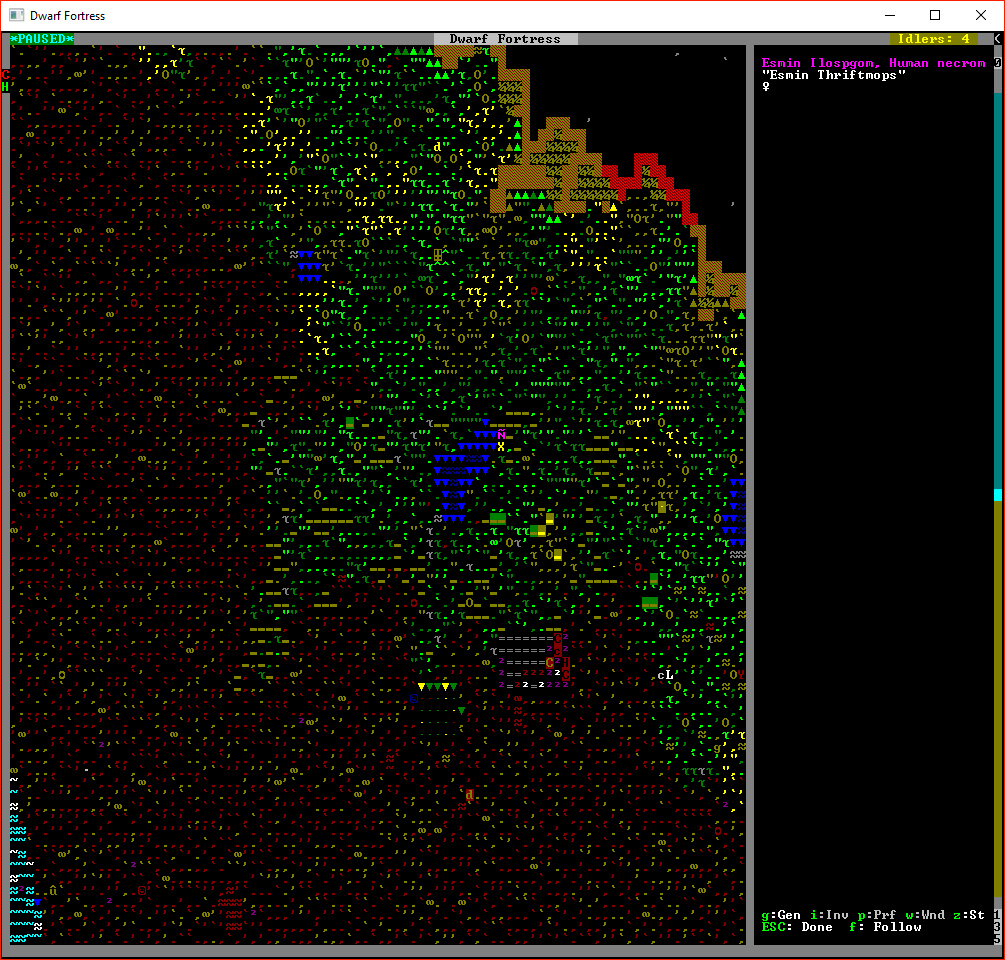 Dwarf Fortress
*PAUSED*
Dwarf Fortress
Idlers: 4
Esmin Ilospgom, Human necrom
"Esmin Thriftmops"
♀
g:Gen i:Inv p:Prf w:Wnd z:St
ESC: Done f: Follow